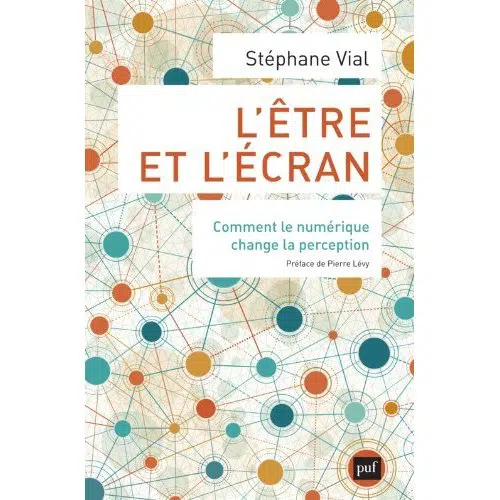 Stéphane Vial
L'ÊTRE
ET L'ÉCRAN
Comment le numérique
change la perception
Préface de Pierre Lévy
puf